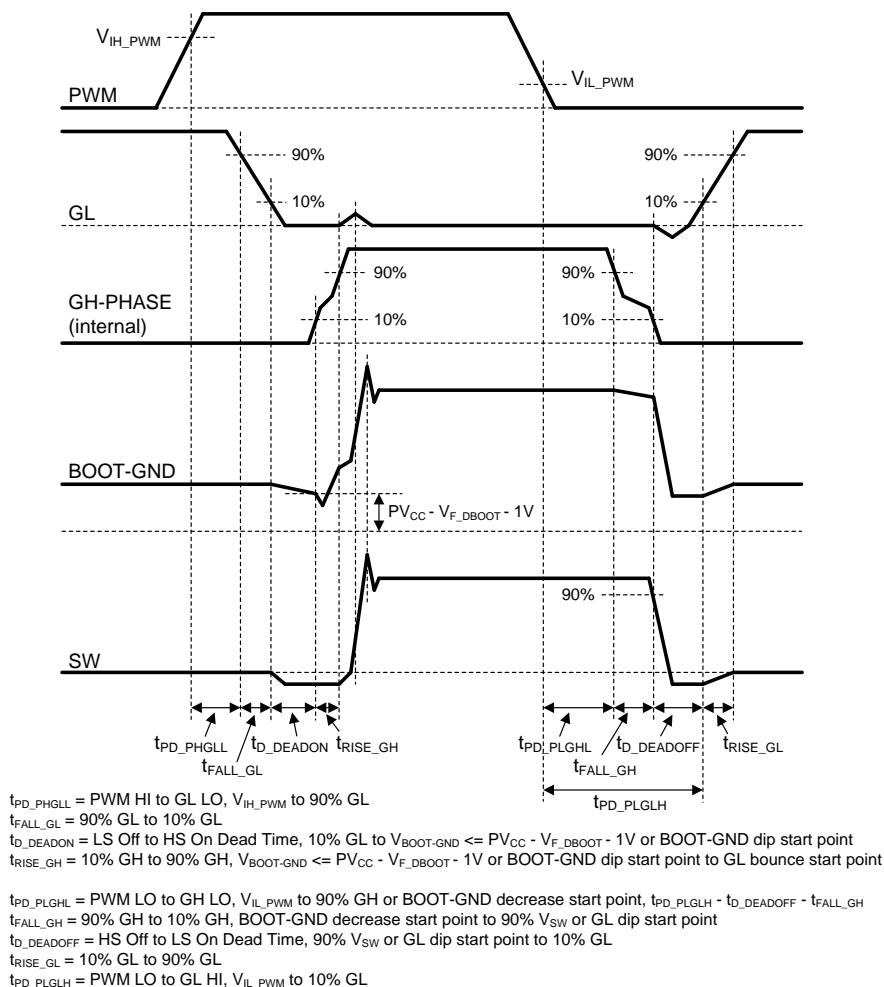 V_IH_PWM
V_IL_PWM
PWM
90%
90%
10%
10%
GL
90%
90%
GH-PHASE
(internal)
10%
10%
BOOT-GND
PV_CC - V_F_DBOOT - 1V
90%
SW
t_PD_PHGLL
t_D_DEADON
t_RISE_GH
t_PD_PLGHL
t_D_DEADOFF
t_RISE_GL
t_FALL_GL
t_FALL_GH
t_PD_PLGLH
t_PD_PHGLL = PWM HI to GL LO, V_IH_PWM to 90% GL
t_FALL_GL = 90% GL to 10% GL
t_D_DEADON = LS Off to HS On Dead Time, 10% GL to V_BOOT-GND <= PV_CC - V_F_DBOOT - 1V or BOOT-GND dip start point
t_RISE_GH = 10% GH to 90% GH, V_BOOT-GND <= PV_CC - V_F_DBOOT - 1V or BOOT-GND dip start point to GL bounce start point
t_PD_PLGHL = PWM LO to GH LO, V_IL_PWM to 90% GH or BOOT-GND decrease start point, t_PD_PLGLH - t_D_DEADOFF - t_FALL_GH
t_FALL_GH = 90% GH to 10% GH, BOOT-GND decrease start point to 90% V_SW or GL dip start point
t_D_DEADOFF = HS Off to LS On Dead Time, 90% V_SW or GL dip start point to 10% GL
t_RISE_GL = 10% GL to 90% GL
t_PD_PLGLH = PWM LO to GL HI, V_IL_PWM to 10% GL